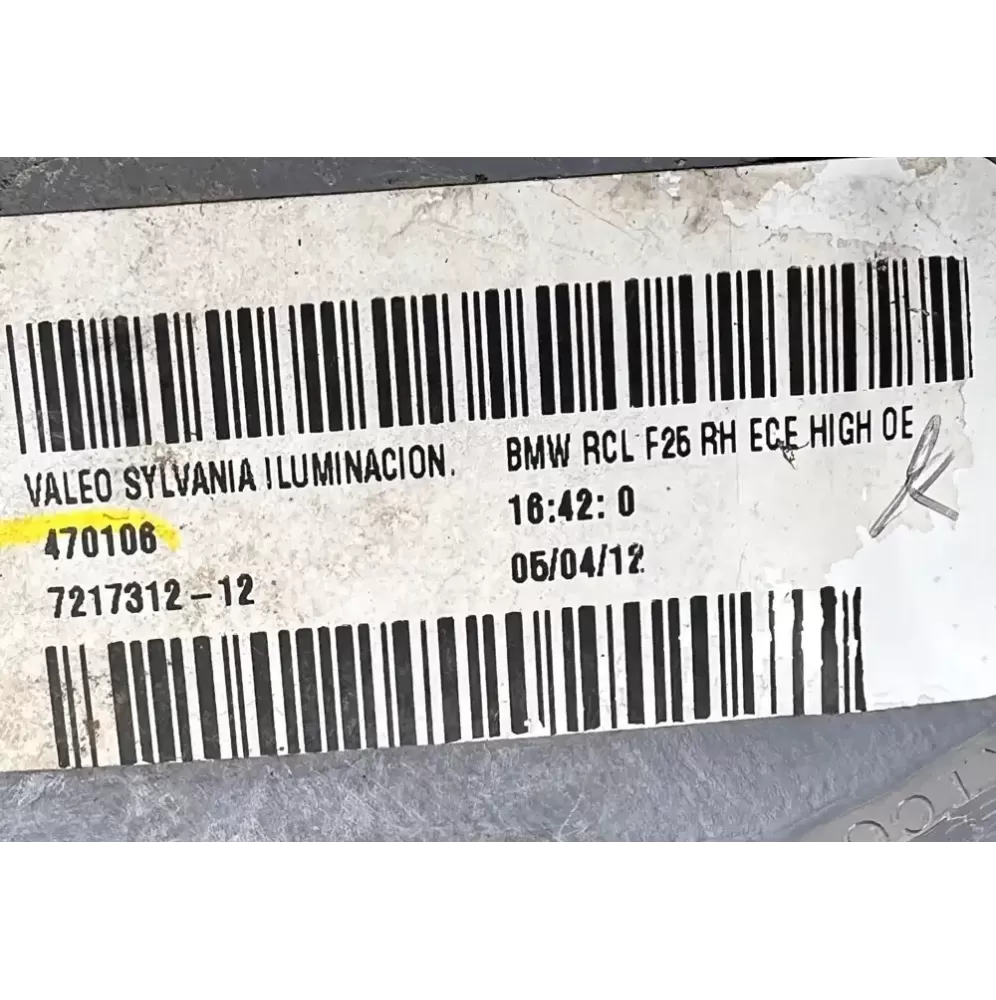 VALEO SYLVANIA ILUMINACION. BMW RCL F25 RH ECE HIGH OE
470106 16:42: 0
7217312-12 05/04/12